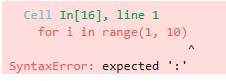 Cell In[16], line 1
for i in range(1, 10)
^
SyntaxError: expected ':'